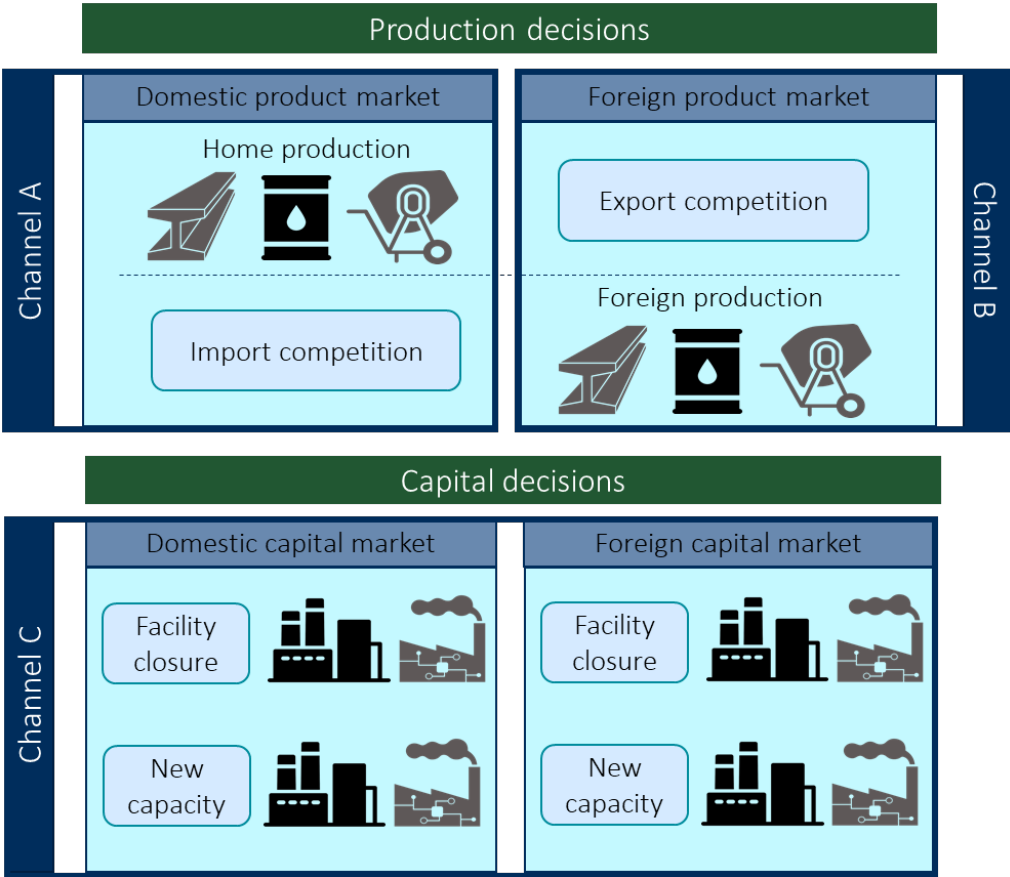 Production decisions
Channel A
Domestic product market
Home production
Import competition
Foreign product market
Export competition
Foreign production
Channel B
Capital decisions
Channel C
Domestic capital market
Facility
closure
New
capacity
Foreign capital market
Facility
closure
New
capacity